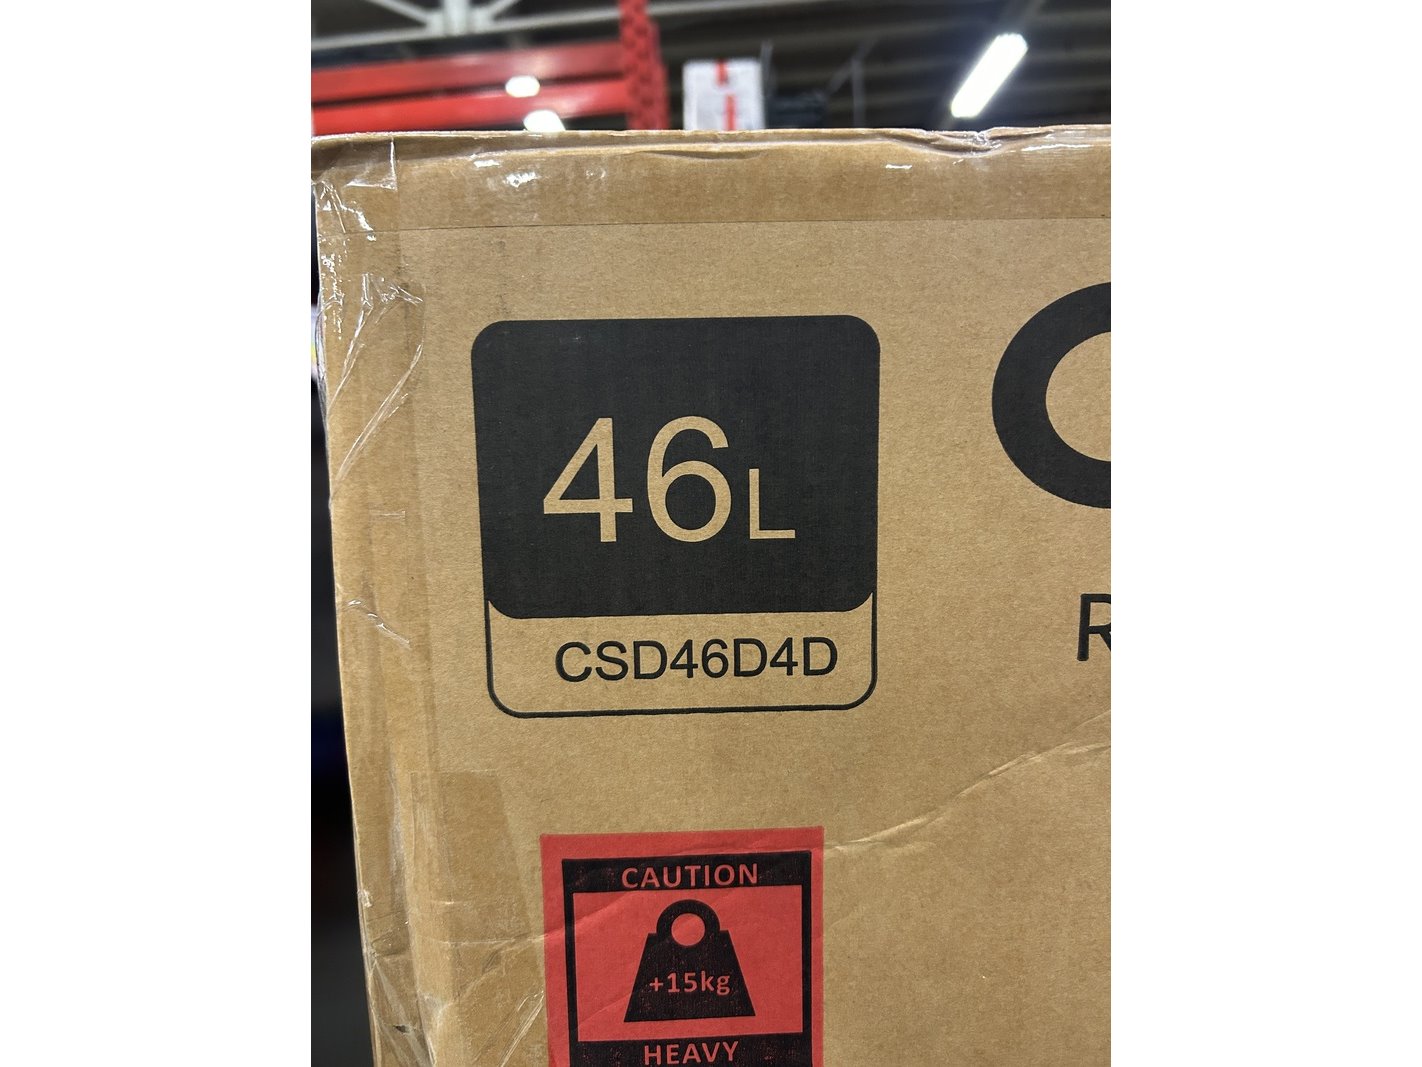 46L
CSD46D4D
CAUTION
+15kg
HEAVY